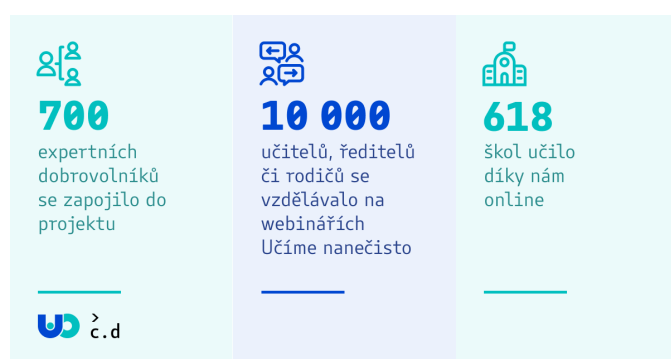 700
expertních
dobrovolníků
se zapojilo do
projektu
10 000
učitelů, ředitelů
či rodičů se
vzdělávalo na
webinářích
Učíme nanečisto
618
škol učilo
díky nám
online
UO
č.d